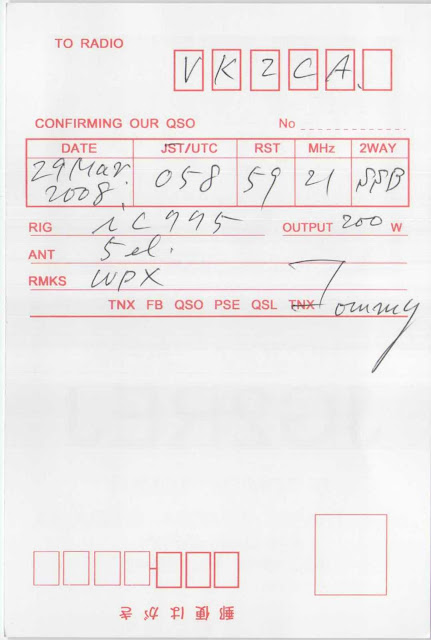 TO RADIO
VK2CA.
CONFIRMING OUR QSO No
DATE JST/UTC RST MHz 2WAY
29 Mar 2008. 058 59 21 SSB
RIG ic 995 OUTPUT 200 W
ANT 5el.
RMKS WPX
TNX FB QSO PSE QSL TNX Tommy
郵便はがき